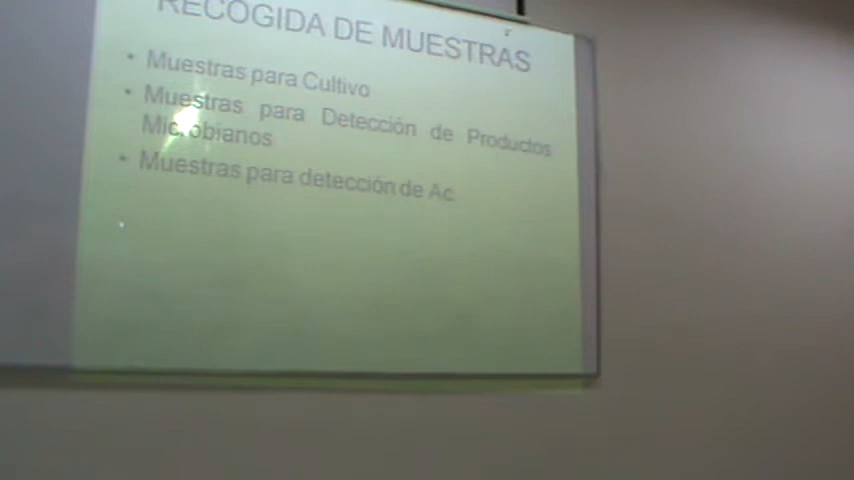 RECOGIDA DE MUESTRAS
• Muestras para Cultivo
• Muestras para Detección de Productos
Microbianos
• Muestras para detección de Ac